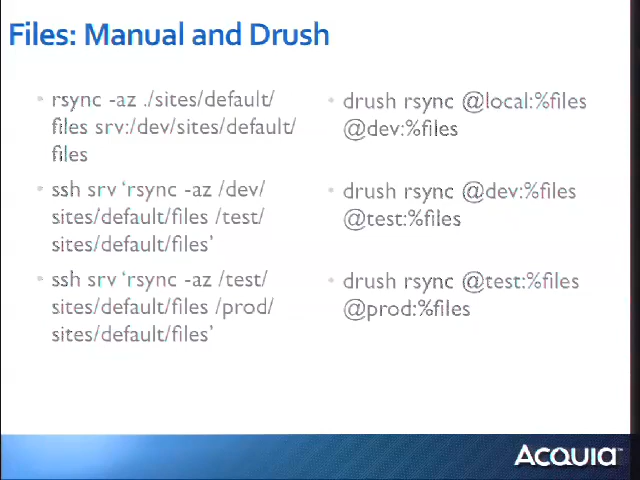 Files: Manual and Drush
• rsync -az ./sites/default/
files srv:/dev/sites/default/
files
• ssh srv ‘rsync -az /dev/
sites/default/files /test/
sites/default/files’
• ssh srv ‘rsync -az /test/
sites/default/files /prod/
sites/default/files’
• drush rsync @local:%files
@dev:%files
• drush rsync @dev:%files
@test:%files
• drush rsync @test:%files
@prod:%files
ACQUIA™